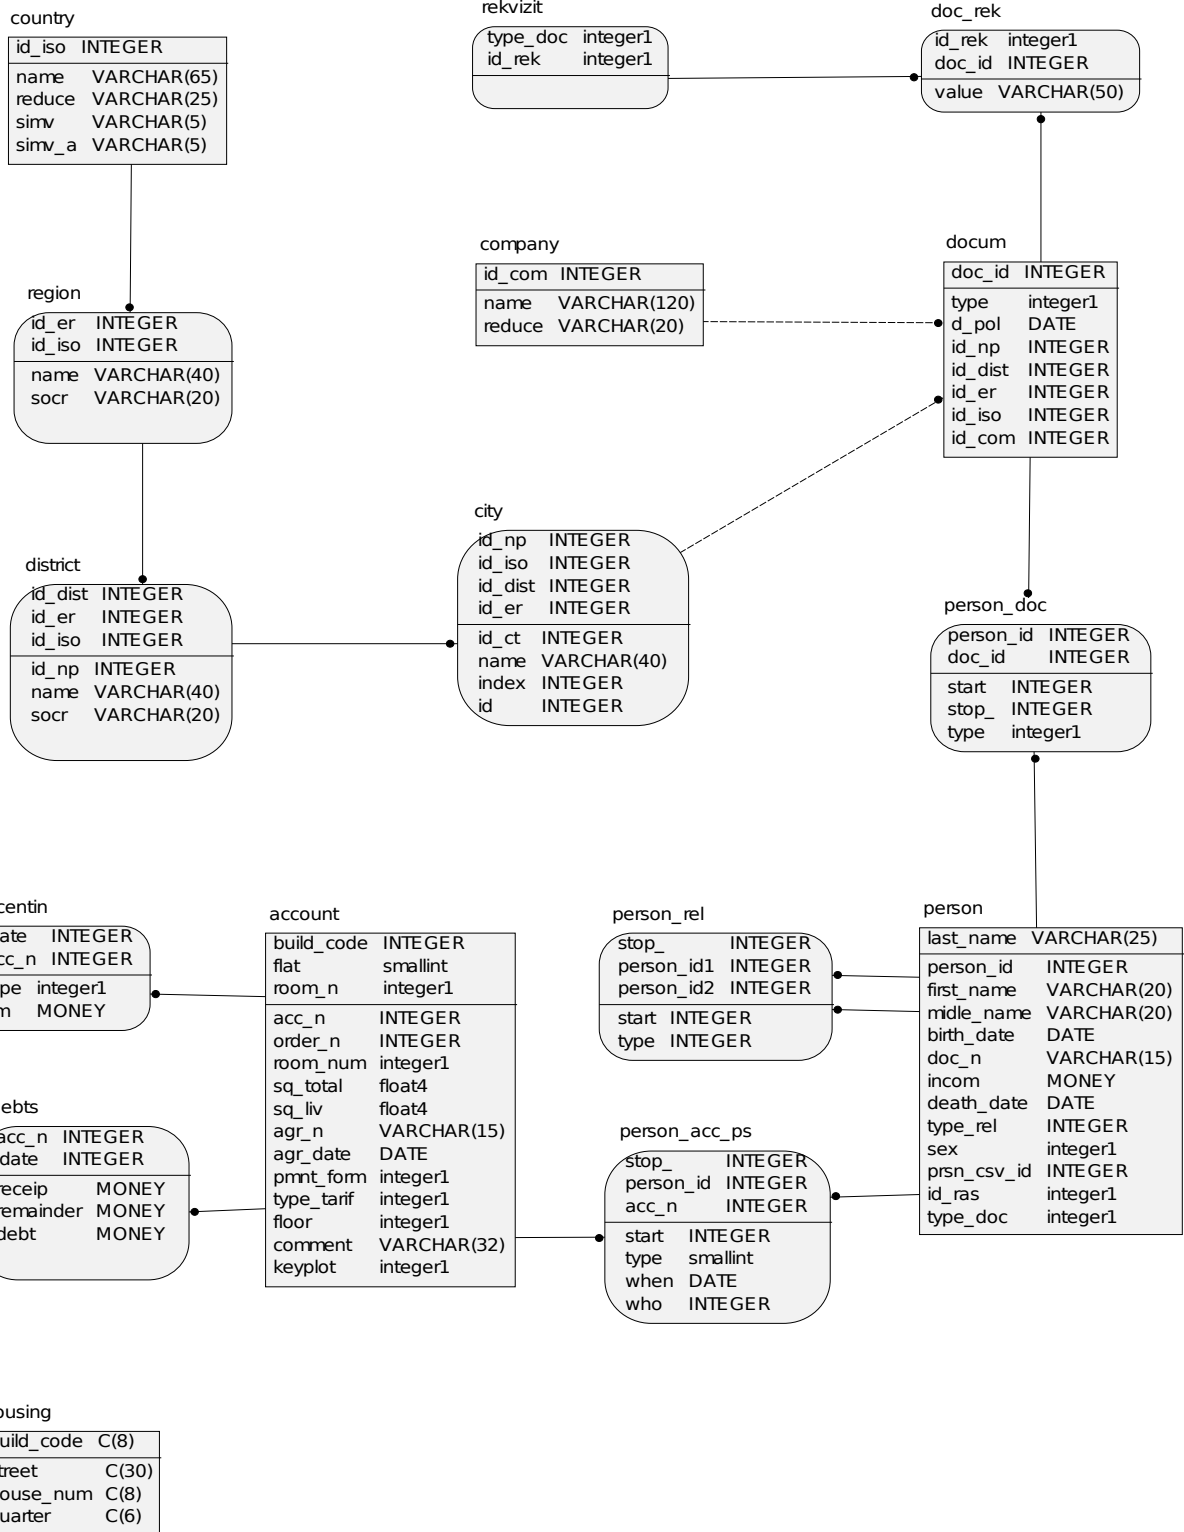 country
id_iso INTEGER
name VARCHAR(65)
reduce VARCHAR(25)
simv VARCHAR(5)
simv_a VARCHAR(5)
rekvizit
type_doc integer1
id_rek integer1
doc_rek
id_rek integer1
doc_id INTEGER
value VARCHAR(50)
region
id_er INTEGER
id_iso INTEGER
name VARCHAR(40)
socr VARCHAR(20)
company
id_com INTEGER
name VARCHAR(120)
reduce VARCHAR(20)
docum
doc_id INTEGER
type integer1
d_pol DATE
id_np INTEGER
id_dist INTEGER
id_er INTEGER
id_iso INTEGER
id_com INTEGER
district
id_dist INTEGER
id_er INTEGER
id_iso INTEGER
id_np INTEGER
name VARCHAR(40)
socr VARCHAR(20)
city
id_np INTEGER
id_iso INTEGER
id_dist INTEGER
id_er INTEGER
id_ct INTEGER
name VARCHAR(40)
index INTEGER
id INTEGER
person_doc
person_id INTEGER
doc_id INTEGER
start INTEGER
stop_ INTEGER
type integer1
centin
ate INTEGER
cc_n INTEGER
pe integer1
m MONEY
account
build_code INTEGER
flat smallint
room_n integer1
acc_n INTEGER
order_n INTEGER
room_num integer1
sq_total float4
sq_liv float4
agr_n VARCHAR(15)
agr_date DATE
pmnt_form integer1
type_tarif integer1
floor integer1
comment VARCHAR(32)
keyplot integer1
person_rel
stop_ INTEGER
person_id1 INTEGER
person_id2 INTEGER
start INTEGER
type INTEGER
person
last_name VARCHAR(25)
person_id INTEGER
first_name VARCHAR(20)
midle_name VARCHAR(20)
birth_date DATE
doc_n VARCHAR(15)
incom MONEY
death_date DATE
type_rel INTEGER
sex integer1
prsn_csv_id INTEGER
id_ras integer1
type_doc integer1
ebts
acc_n INTEGER
date INTEGER
receip MONEY
remainder MONEY
debt MONEY
person_acc_ps
stop_ INTEGER
person_id INTEGER
acc_n INTEGER
start INTEGER
type smallint
when DATE
who INTEGER
ousing
uild_code C(8)
treet C(30)
ouse_num C(8)
uarter C(6)